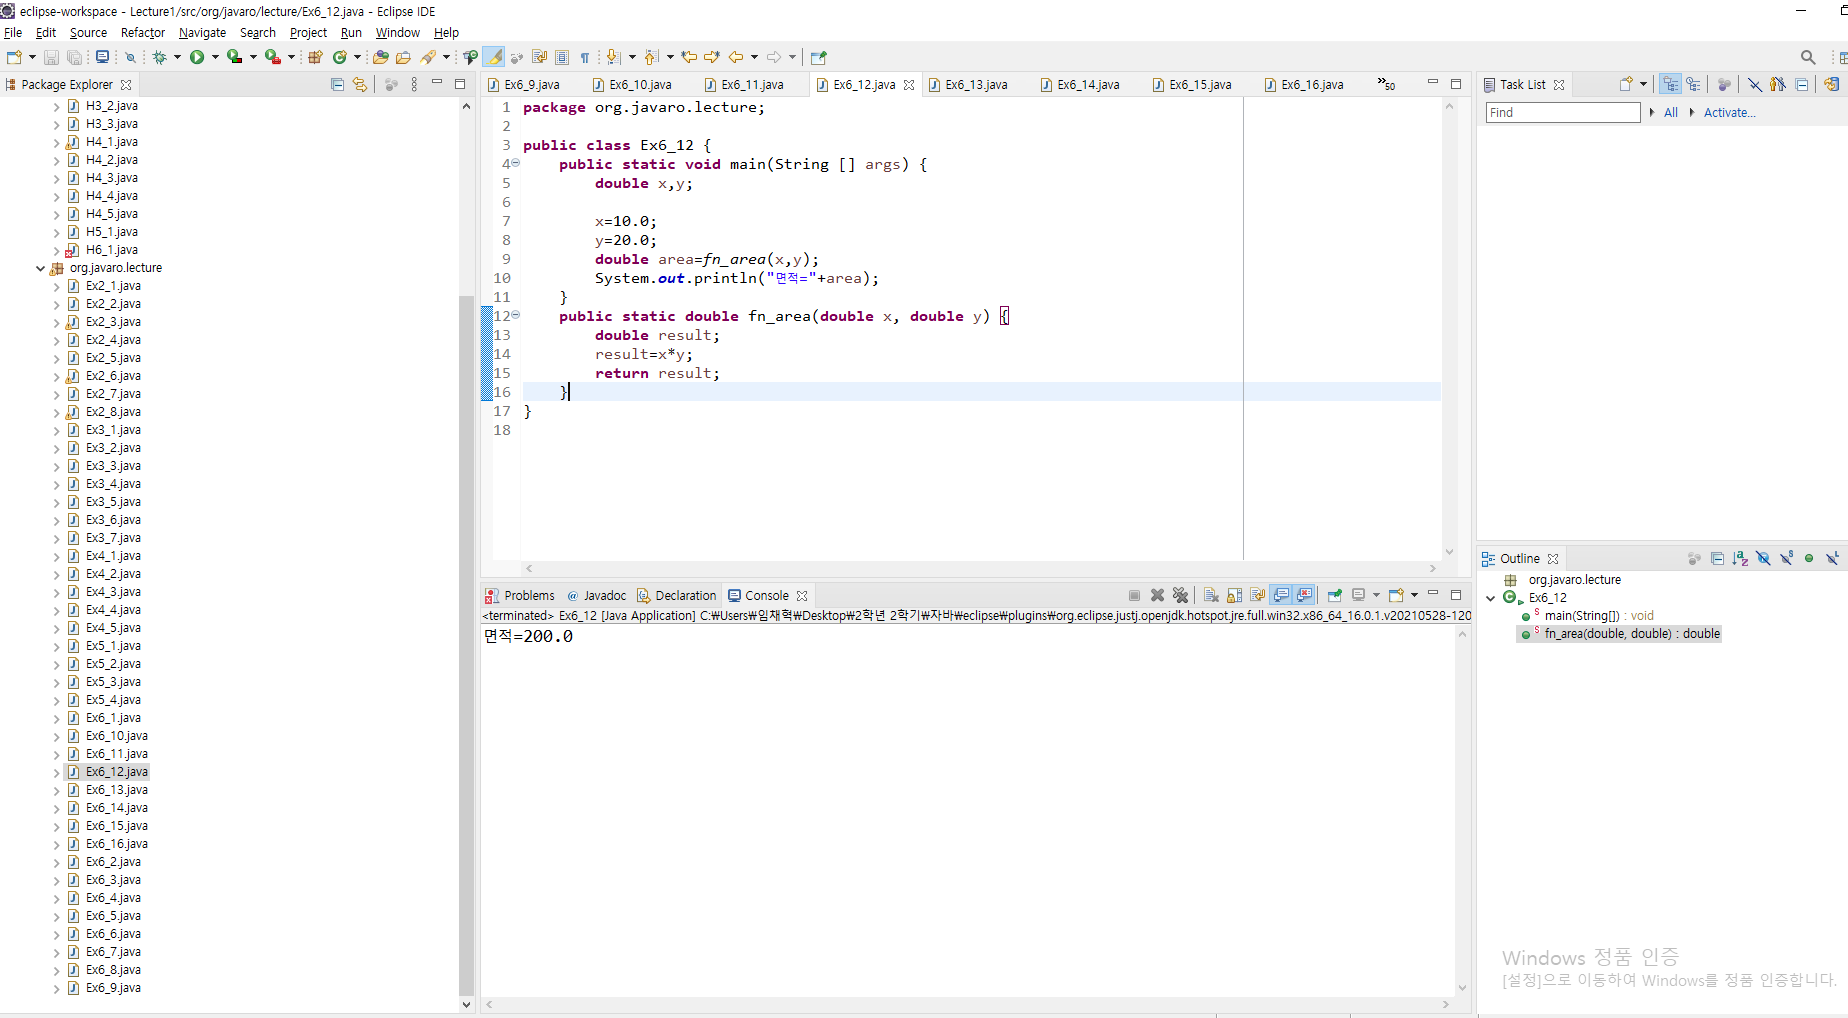 eclipse-workspace - Lecture1/src/org/javaro/lecture/Ex6_12.java - Eclipse IDE
File Edit Source Refactor Navigate Search Project Run Window Help
Package Explorer
H3_2.java
H3_3.java
H4_1.java
H4_2.java
H4_3.java
H4_4.java
H4_5.java
H5_1.java
H6_1.java
org.javaro.lecture
Ex2_1.java
Ex2_2.java
Ex2_3.java
Ex2_4.java
Ex2_5.java
Ex2_6.java
Ex2_7.java
Ex2_8.java
Ex3_1.java
Ex3_2.java
Ex3_3.java
Ex3_4.java
Ex3_5.java
Ex3_6.java
Ex3_7.java
Ex4_1.java
Ex4_2.java
Ex4_3.java
Ex4_4.java
Ex4_5.java
Ex5_1.java
Ex5_2.java
Ex5_3.java
Ex5_4.java
Ex6_1.java
Ex6_10.java
Ex6_11.java
Ex6_12.java
Ex6_13.java
Ex6_14.java
Ex6_15.java
Ex6_16.java
Ex6_2.java
Ex6_3.java
Ex6_4.java
Ex6_5.java
Ex6_6.java
Ex6_7.java
Ex6_8.java
Ex6_9.java
Ex6_9.java Ex6_10.java Ex6_11.java Ex6_12.java Ex6_13.java Ex6_14.java Ex6_15.java Ex6_16.java »50
1 package org.javaro.lecture;
2
3 public class Ex6_12 {
4 public static void main(String [] args) {
5 double x,y;
6
7 x=10.0;
8 y=20.0;
9 double area=fn_area(x,y);
10 System.out.println("면적="+area);
11 }
12 public static double fn_area(double x, double y) {
13 double result;
14 result=x*y;
15 return result;
16 }
17 }
18
Problems @ Javadoc Declaration Console
<terminated> Ex6_12 [Java Application] C:₩Users₩임채혁₩Desktop₩2학년 2학기₩자바₩eclipse₩plugins₩org.eclipse.justj.openjdk.hotspot.jre.full.win32.x86_64_16.0.1.v20210528-120
면적=200.0
Task List
Find All Activate...
Outline
org.javaro.lecture
Ex6_12
main(String[]) : void
fn_area(double, double) : double
Windows 정품 인증
[설정]으로 이동하여 Windows를 정품 인증합니다.